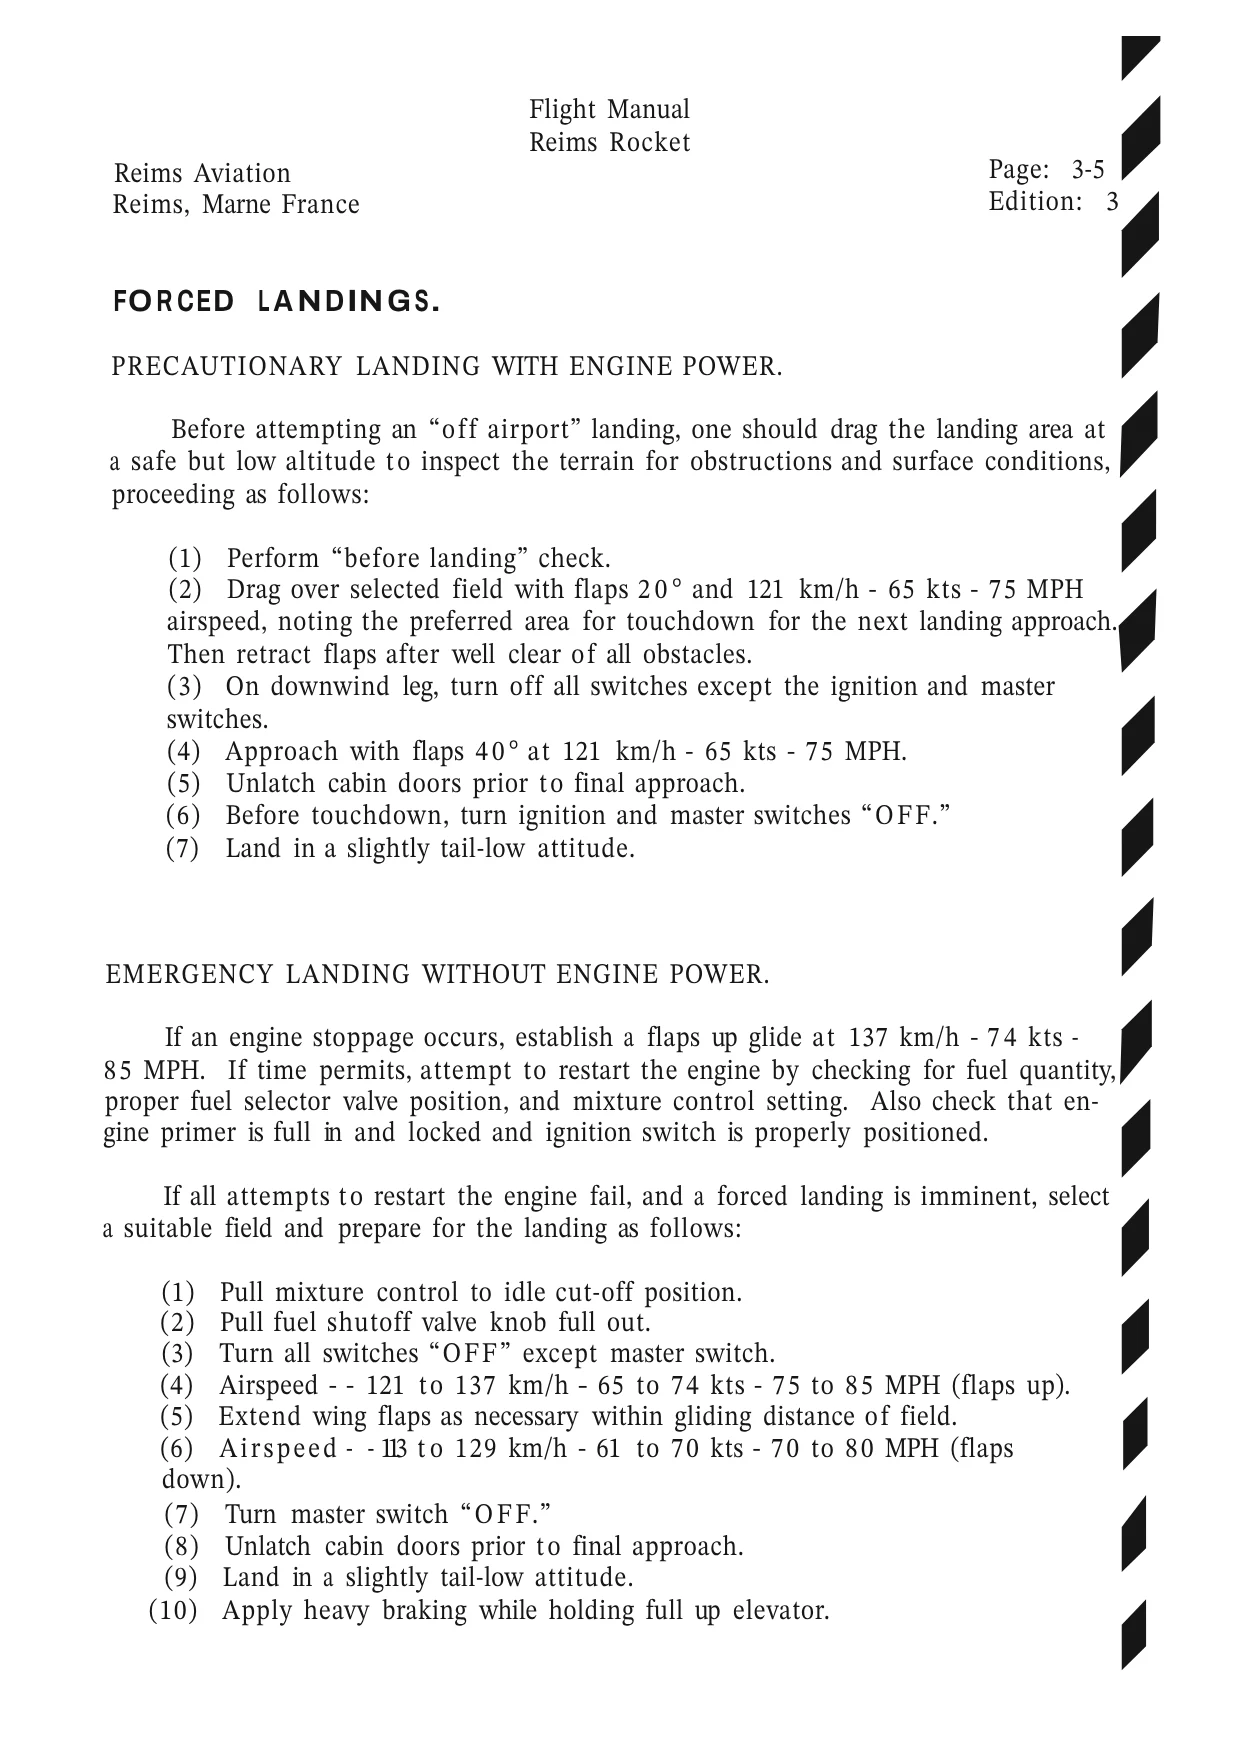 Flight Manual
Reims Rocket
Reims Aviation
Reims, Marne France
Page: 3-5
Edition: 3
FORCED LANDINGS.
PRECAUTIONARY LANDING WITH ENGINE POWER.
Before attempting an “off airport” landing, one should drag the landing area at
a safe but low altitude to inspect the terrain for obstructions and surface conditions,
proceeding as follows:
(1) Perform “before landing” check.
(2) Drag over selected field with flaps 20° and 121 km/h - 65 kts - 75 MPH
airspeed, noting the preferred area for touchdown for the next landing approach.
Then retract flaps after well clear of all obstacles.
(3) On downwind leg, turn off all switches except the ignition and master
switches.
(4) Approach with flaps 40° at 121 km/h - 65 kts - 75 MPH.
(5) Unlatch cabin doors prior to final approach.
(6) Before touchdown, turn ignition and master switches “OFF.”
(7) Land in a slightly tail-low attitude.
EMERGENCY LANDING WITHOUT ENGINE POWER.
If an engine stoppage occurs, establish a flaps up glide at 137 km/h - 74 kts -
85 MPH. If time permits, attempt to restart the engine by checking for fuel quantity,
proper fuel selector valve position, and mixture control setting. Also check that en-
gine primer is full in and locked and ignition switch is properly positioned.
If all attempts to restart the engine fail, and a forced landing is imminent, select
a suitable field and prepare for the landing as follows:
(1) Pull mixture control to idle cut-off position.
(2) Pull fuel shutoff valve knob full out.
(3) Turn all switches “OFF” except master switch.
(4) Airspeed - - 121 to 137 km/h - 65 to 74 kts - 75 to 85 MPH (flaps up).
(5) Extend wing flaps as necessary within gliding distance of field.
(6) Airspeed - - 113 to 129 km/h - 61 to 70 kts - 70 to 80 MPH (flaps
down).
(7) Turn master switch “OFF.”
(8) Unlatch cabin doors prior to final approach.
(9) Land in a slightly tail-low attitude.
(10) Apply heavy braking while holding full up elevator.